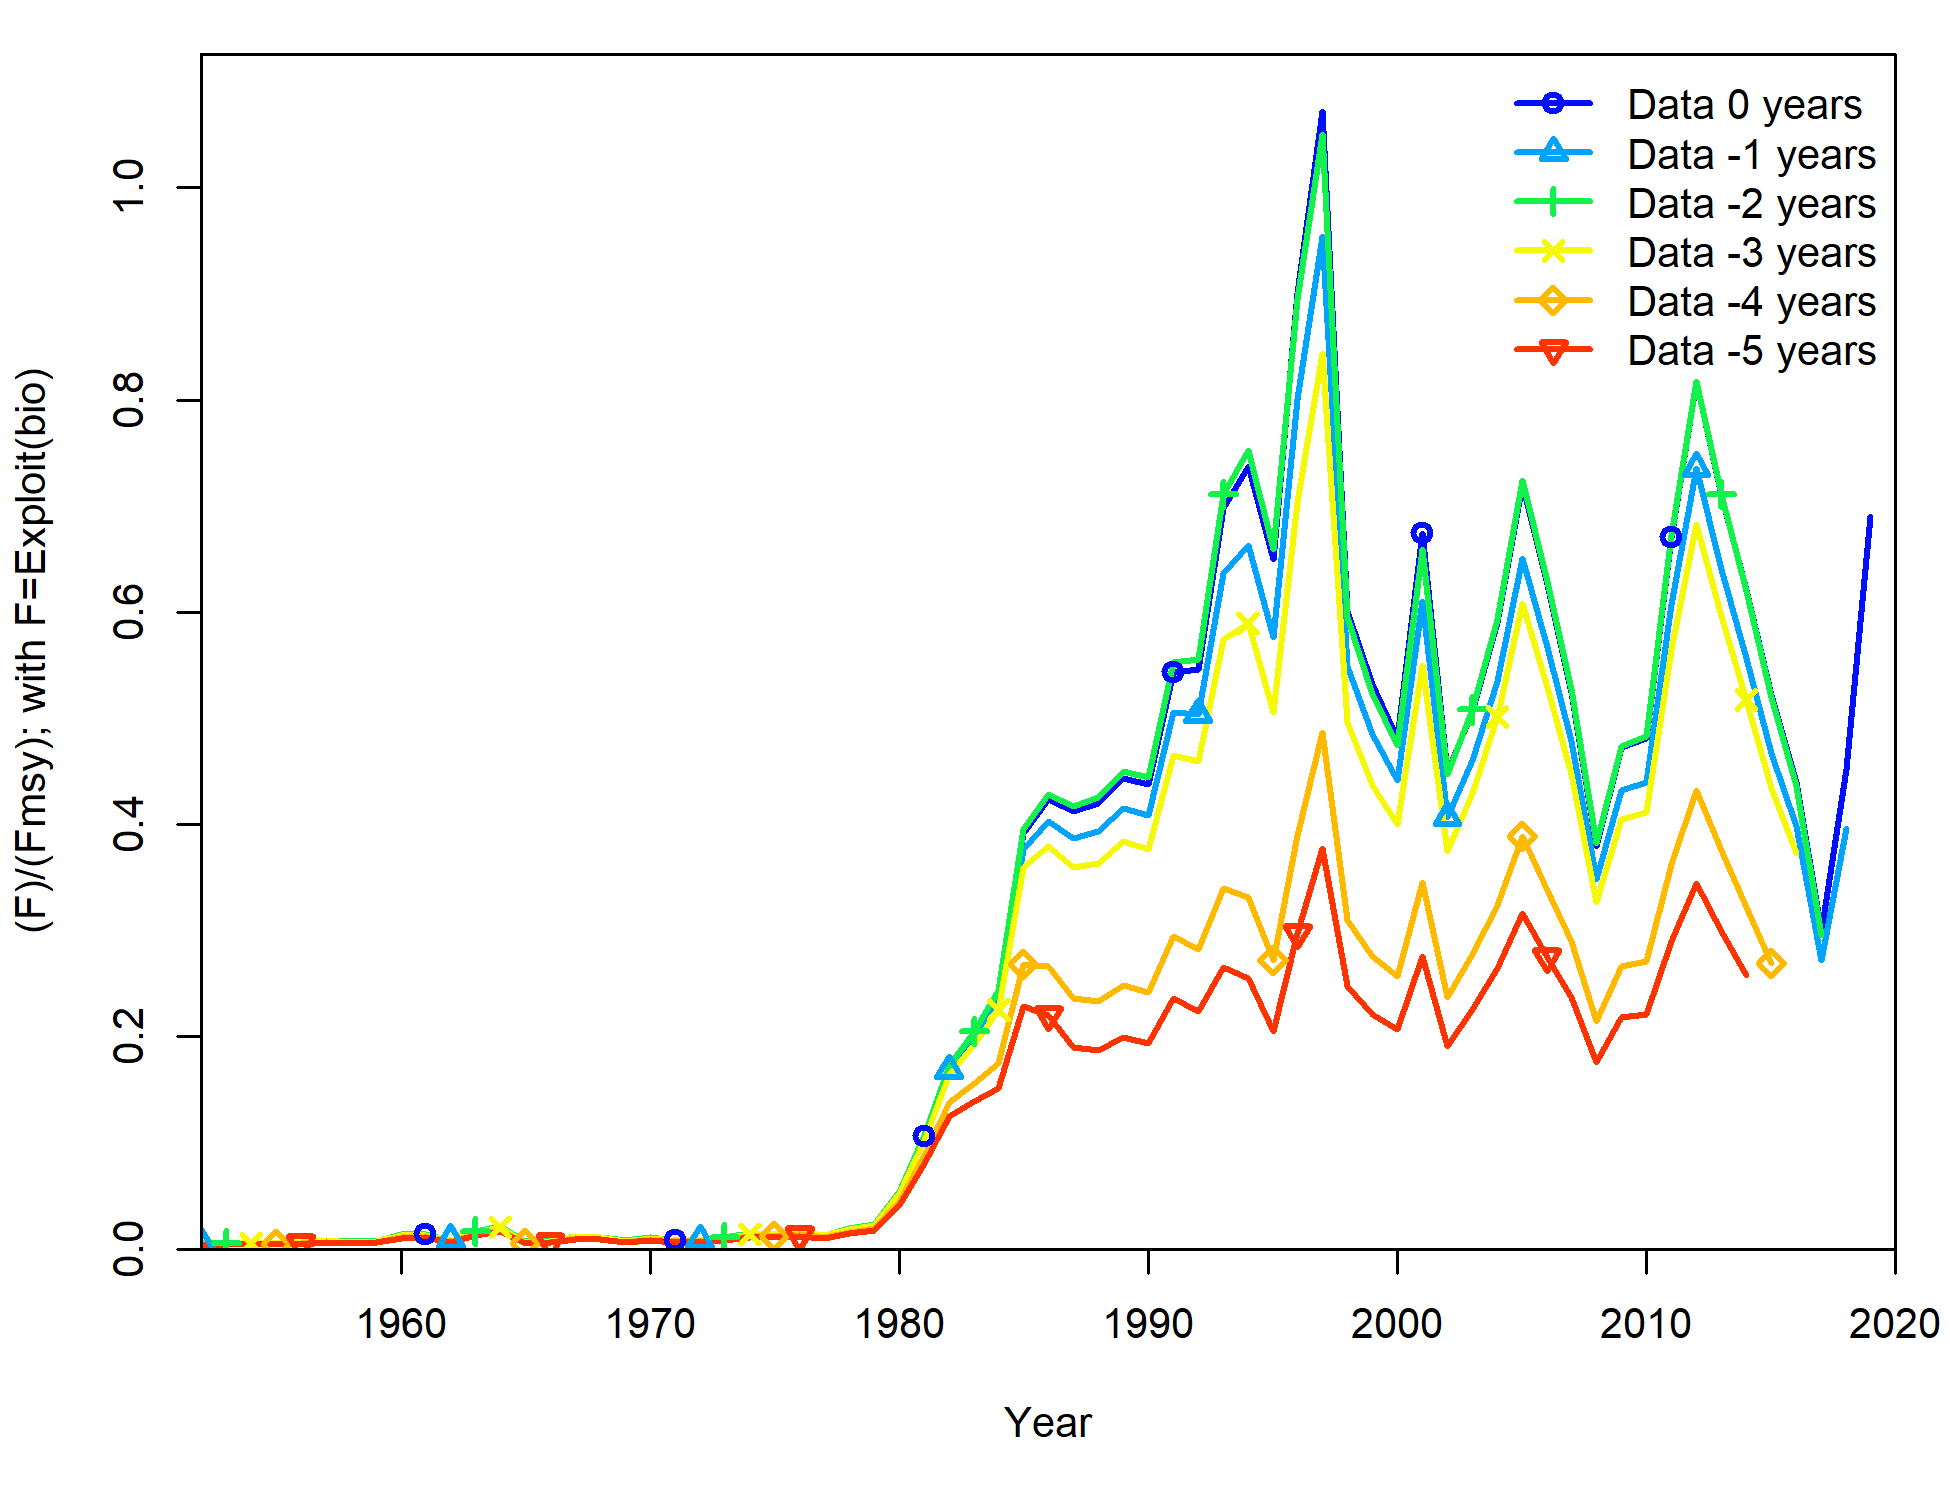 Data 0 years
Data -1 years
Data -2 years
Data -3 years
Data -4 years
Data -5 years
(F)/(Fmsy); with F=Exploit(bio)
1.0
0.8
0.6
0.4
0.2
0.0
1960 1970 1980 1990 2000 2010 2020
Year